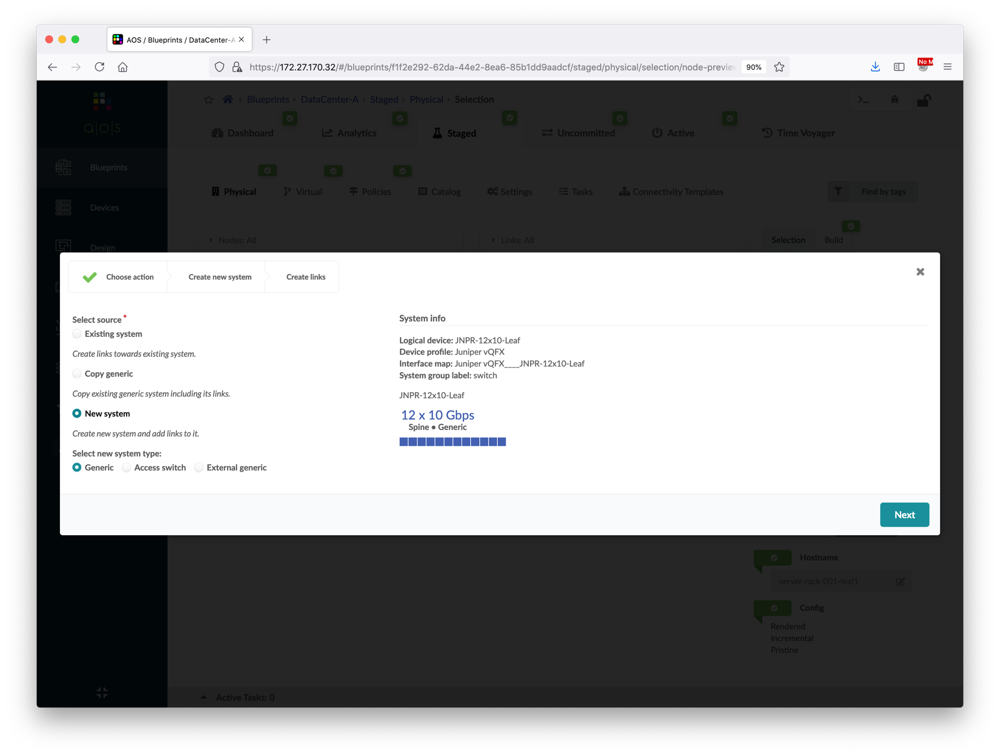 AOS / Blueprints / DataCenter-A
https://172.27.170.32/#/blueprints/f1f2e292-62da-44e2-8ea6-85b1dd9aadcf/staged/physical/selection/node-preview
90%
No M
a|o|s
Blueprints
Devices
Design
Blueprints DataCenter-A Staged Physical Selection
Dashboard Analytics Staged Uncommitted Active Time Voyager
Physical Virtual Policies Catalog Settings Tasks Connectivity Templates Find by tags
Nodes: All Links: All Selection Build
Choose action Create new system Create links
Select source *
Existing system
Create links towards existing system.
Copy generic
Copy existing generic system including its links.
New system
Create new system and add links to it.
Select new system type:
Generic Access switch External generic
System info
Logical device: JNPR-12x10-Leaf
Device profile: Juniper vQFX
Interface map: Juniper vQFX____JNPR-12x10-Leaf
System group label: switch
JNPR-12x10-Leaf
12 x 10 Gbps
Spine • Generic
Next
Hostname
server-rack-001-leaf1
Config
Rendered
Incremental
Pristine
Active Tasks: 0